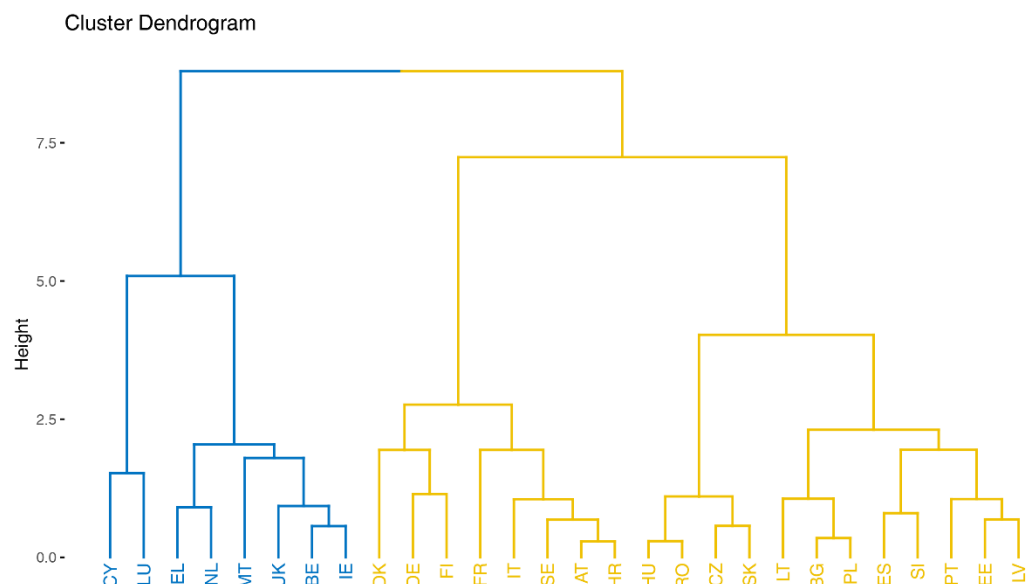 Cluster Dendrogram
Height
7.5
5.0
2.5
0.0
CY LU EL NL MT UK BE IE DK DE FI FR IT SE AT HR HU RO CZ SK LT BG PL ES SI PT EE LV